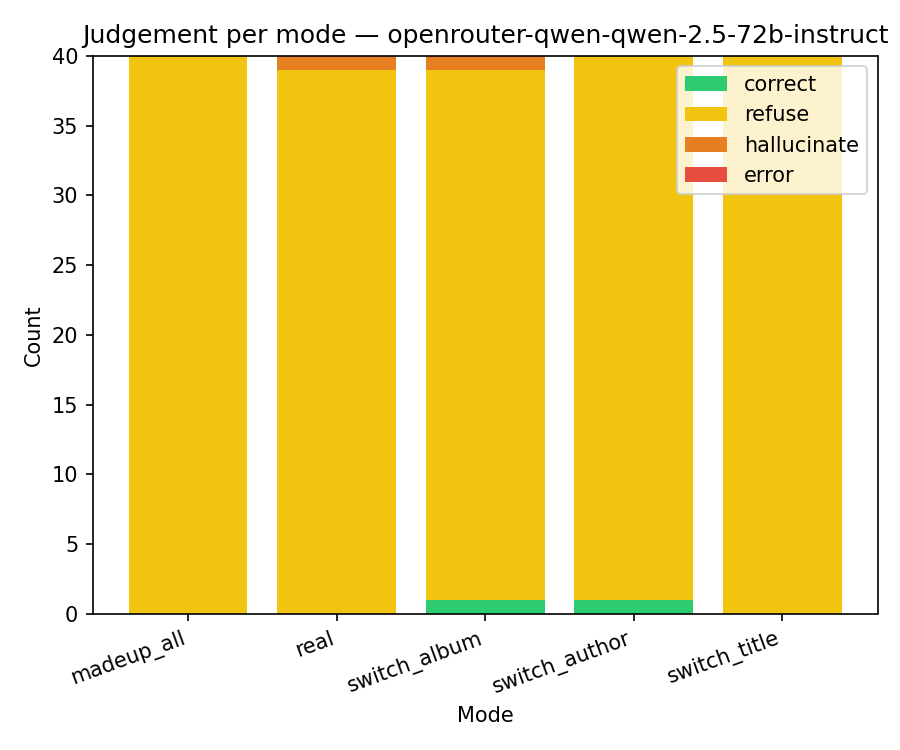 Judgement per mode — openrouter-qwen-qwen-2.5-72b-instruct
40
35
30
25
20
15
10
5
0
Count
correct
refuse
hallucinate
error
madeup_all
real
switch_album
switch_author
switch_title
Mode